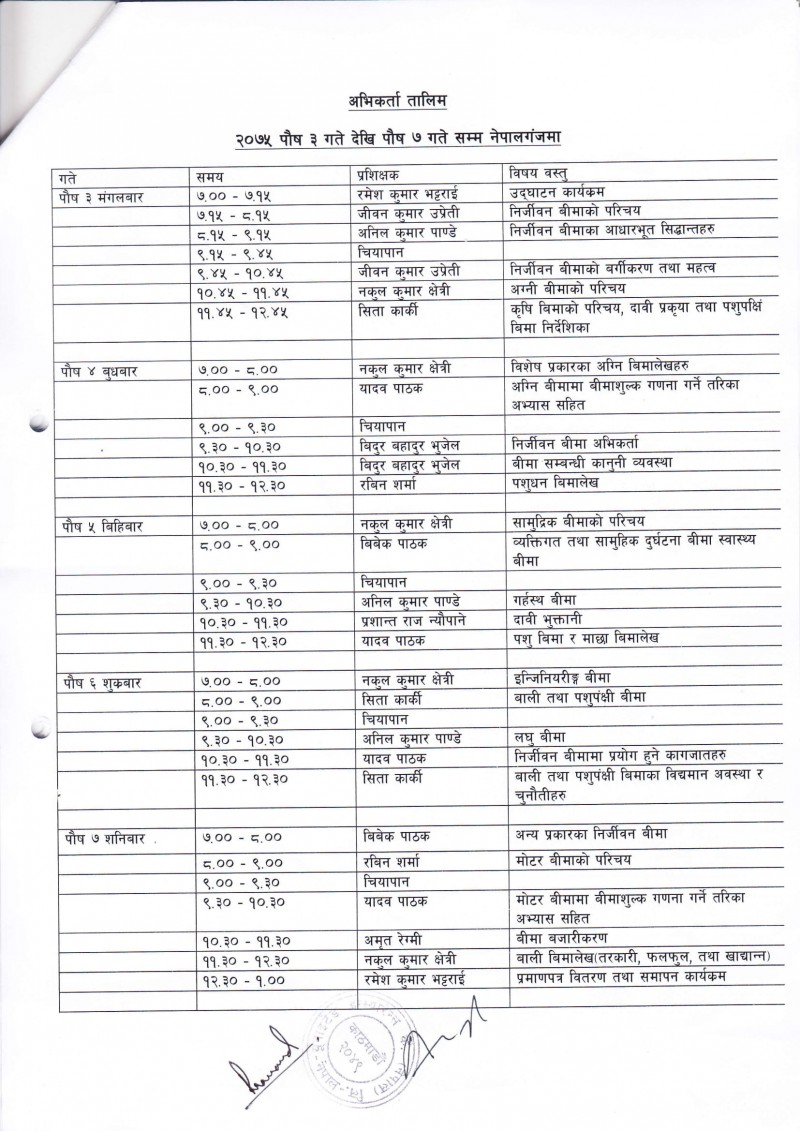 अभिकर्ता तालिम
२०७५ पौष ३ गते देखि पौष ७ गते सम्म नेपालगंजमा
गते समय प्रशिक्षक विषय वस्तु
पौष ३ मंगलबार ७.०० - ७.१५ रमेश कुमार भट्टराई उद्घाटन कार्यक्रम
७.१५ - ८.१५ जीवन कुमार उप्रेती निर्जीवन बीमाको परिचय
८.१५ - ९.१५ अनिल कुमार पाण्डे निर्जीवन बीमाका आधारभूत सिद्धान्तहरु
९.१५ - ९.४५ चियापान
९.४५ - १०.४५ जीवन कुमार उप्रेती निर्जीवन बीमाको बर्गीकरण तथा महत्व
१०.४५ - ११.४५ नकुल कुमार क्षेत्री अग्नी बीमाको परिचय
११.४५ - १२.४५ सिता कार्की कृषि बिमाको परिचय, दावी प्रकृया तथा पशुपक्षिं
बिमा निर्देशिका
पौष ४ बुधबार ७.०० - ८.०० नकुल कुमार क्षेत्री विशेष प्रकारका अग्नि बिमालेखहरु
८.०० - ९.०० यादव पाठक अग्नि बीमामा बीमाशुल्क गणना गर्ने तरिका
अभ्यास सहित
९.०० - ९.३० चियापान
९.३० - १०.३० बिदुर बहादुर भुजेल निर्जीवन बीमा अभिकर्ता
१०.३० - ११.३० बिदुर बहादुर भुजेल बीमा सम्बन्धी कानुनी व्यवस्था
११.३० - १२.३० रबिन शर्मा पशुधन बिमालेख
पौष ५ बिहिबार ७.०० - ८.०० नकुल कुमार क्षेत्री सामुद्रिक बीमाको परिचय
८.०० - ९.०० बिबेक पाठक व्यक्तिगत तथा सामुहिक दुर्घटना बीमा स्वास्थ्य
बीमा
९.०० - ९.३० चियापान
९.३० - १०.३० अनिल कुमार पाण्डे गर्हस्थ बीमा
१०.३० - ११.३० प्रशान्त राज न्यौपाने दावी भुक्तानी
११.३० - १२.३० यादव पाठक पशु बिमा र माछा बिमालेख
पौष ६ शुक्रबार ७.०० - ८.०० नकुल कुमार क्षेत्री इन्जिनियरीङ्ग बीमा
८.०० - ९.०० सिता कार्की बाली तथा पशुपंक्षी बीमा
९.०० - ९.३० चियापान
९.३० - १०.३० अनिल कुमार पाण्डे लघु बीमा
१०.३० - ११.३० यादव पाठक निर्जीवन बीमामा प्रयोग हुने कागजातहरु
११.३० - १२.३० सिता कार्की बाली तथा पशुपंक्षी बिमाका विद्यमान अवस्था र
चुनौतीहरु
पौष ७ शनिबार ७.०० - ८.०० बिबेक पाठक अन्य प्रकारका निर्जीवन बीमा
८.०० - ९.०० रबिन शर्मा मोटर बीमाको परिचय
९.०० - ९.३० चियापान
९.३० - १०.३० यादव पाठक मोटर बीमामा बीमाशुल्क गणना गर्ने तरिका
अभ्यास सहित
१०.३० - ११.३० अमृत रेग्मी बीमा बजारीकरण
११.३० - १२.३० नकुल कुमार क्षेत्री बाली बिमालेख(तरकारी, फलफुल, तथा खाद्यान्न)
१२.३० - १.०० रमेश कुमार भट्टराई प्रमाणपत्र वितरण तथा समापन कार्यक्रम
काठमाडौं
२०४९